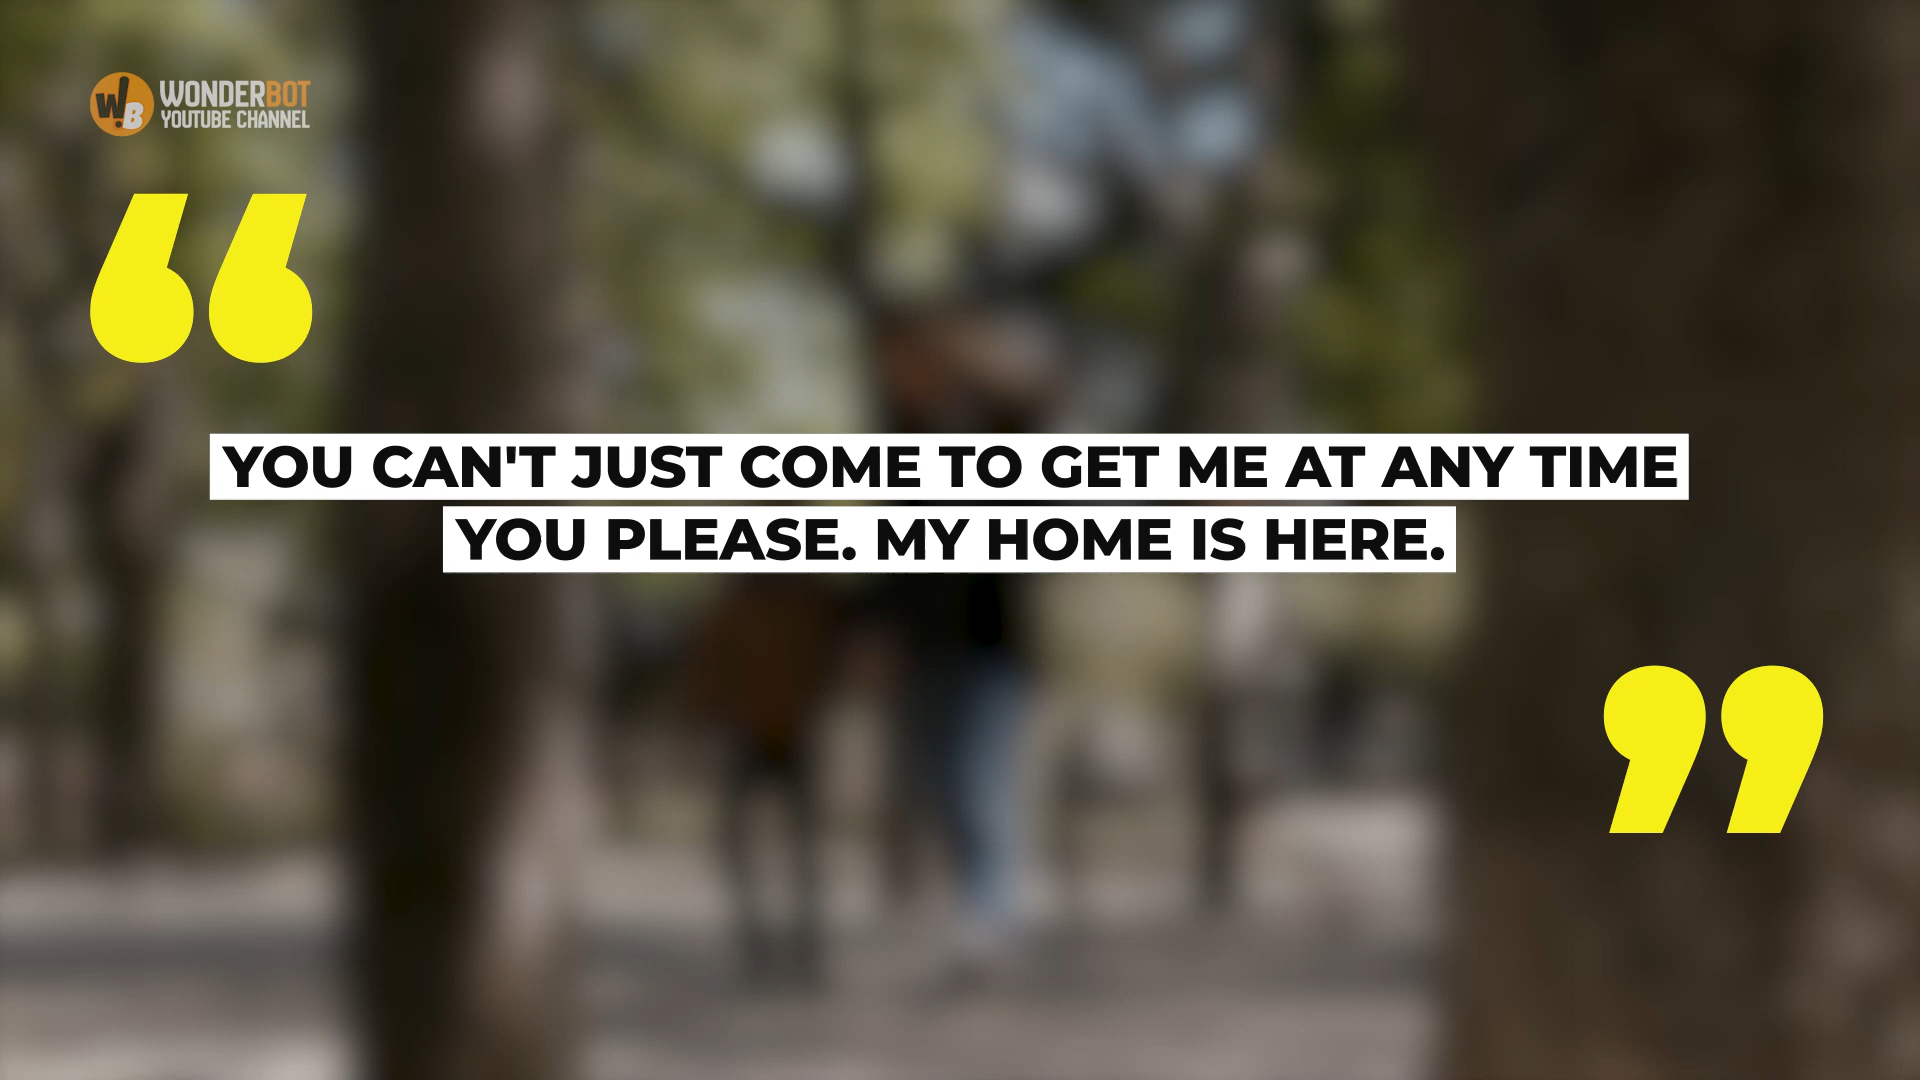 WONDERBOT
YOUTUBE CHANNEL
“
YOU CAN'T JUST COME TO GET ME AT ANY TIME
YOU PLEASE. MY HOME IS HERE.
”